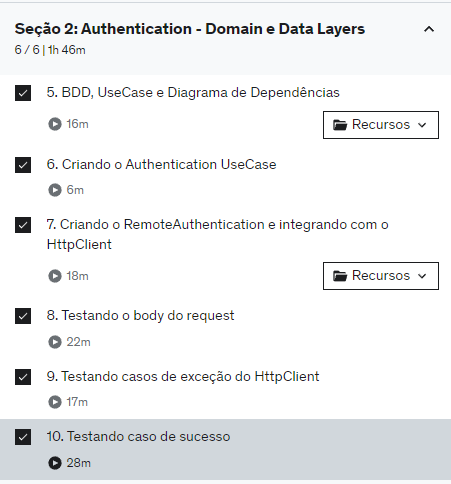 Seção 2: Authentication - Domain e Data Layers
6 / 6 | 1h 46m
5. BDD, UseCase e Diagrama de Dependências
16m
Recursos
6. Criando o Authentication UseCase
6m
7. Criando o RemoteAuthentication e integrando com o
HttpClient
18m
Recursos
8. Testando o body do request
22m
9. Testando casos de exceção do HttpClient
17m
10. Testando caso de sucesso
28m